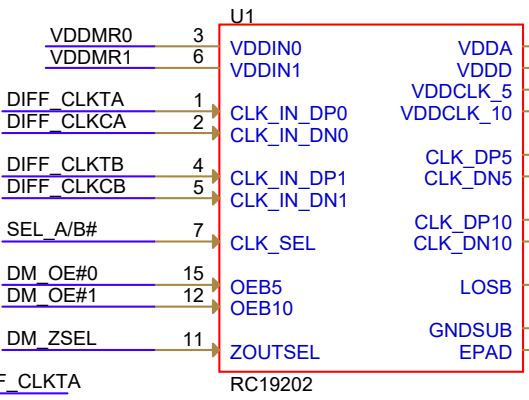 U1
VDDMR0 3 VDDIN0 VDDA
VDDMR1 6 VDDIN1 VDDD
VDDCLK_5
DIFF_CLKTA 1 CLK_IN_DP0 VDDCLK_10
DIFF_CLKCA 2 CLK_IN_DN0
CLK_DP5
DIFF_CLKTB 4 CLK_IN_DP1 CLK_DN5
DIFF_CLKCB 5 CLK_IN_DN1
CLK_DP10
SEL_A/B# 7 CLK_SEL CLK_DN10
DM_OE#0 15 OEB5 LOSB
DM_OE#1 12 OEB10
GNDSUB
DM_ZSEL 11 ZOUTSEL EPAD
F_CLKTA RC19202